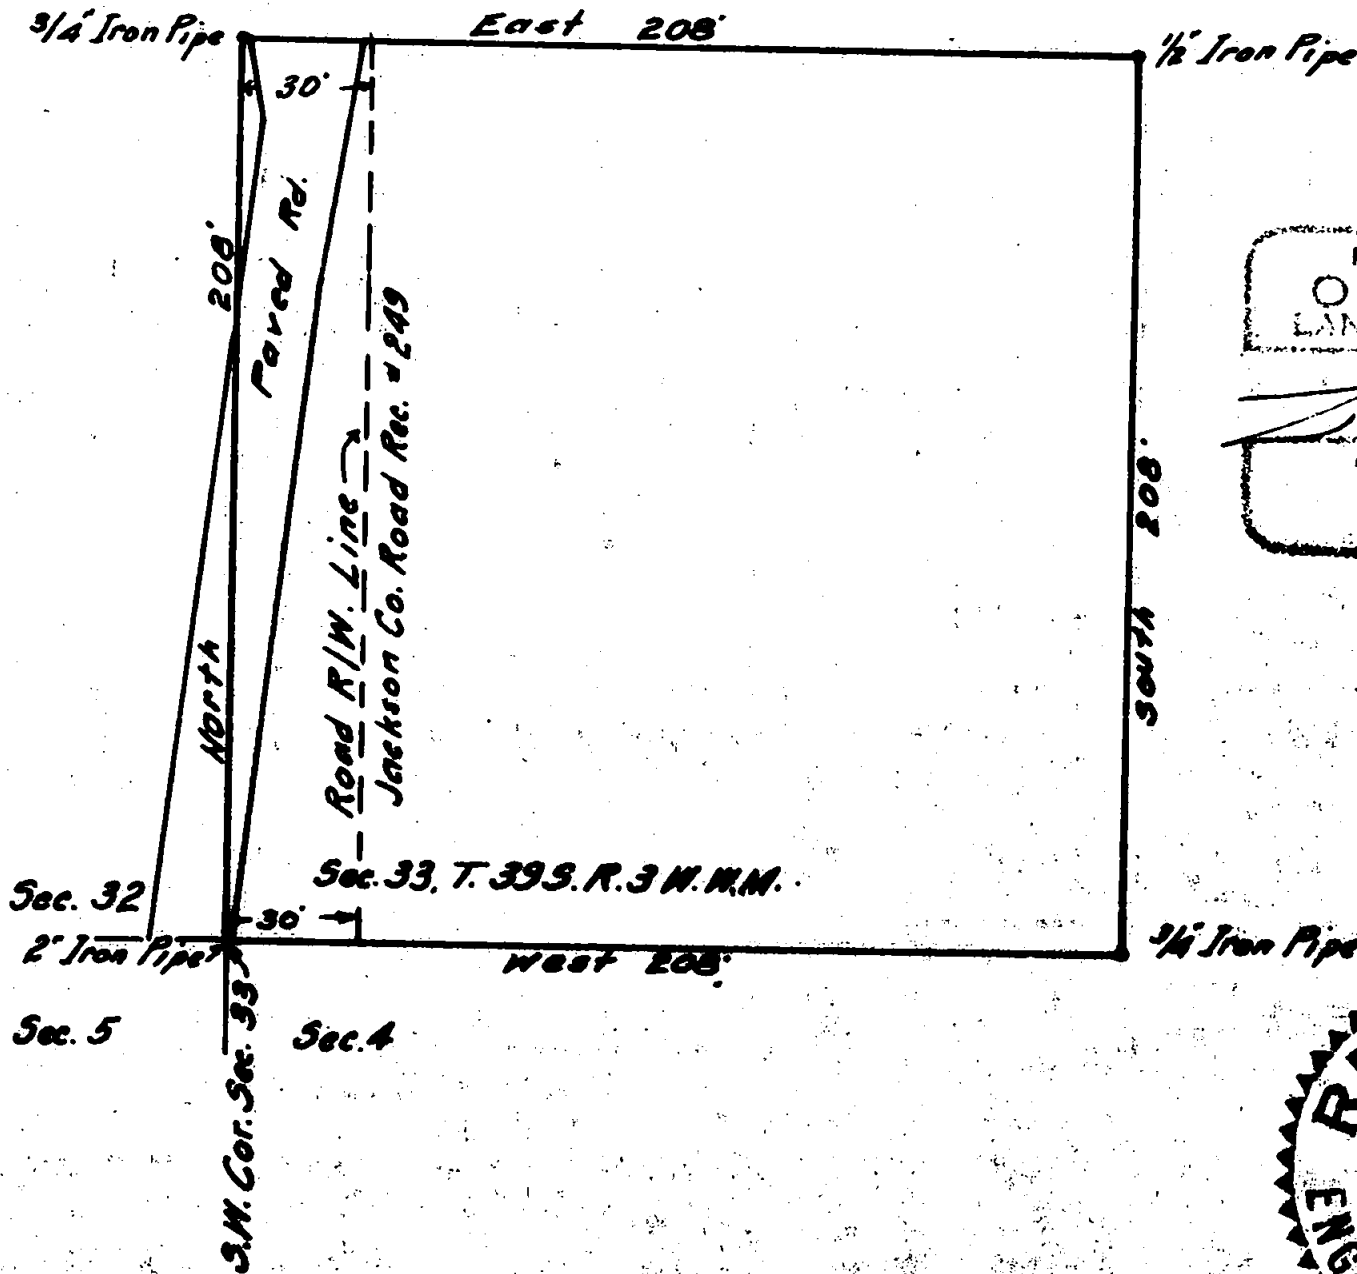 3/4" Iron Pipe
East 208'
1/2" Iron Pipe
30'
208'
Paved Rd.
North
Road R/W. Line
Jackson Co. Road Rec. #249
South 208'
Sec. 33, T. 39 S. R. 3 W. W.M.
Sec. 32
30'
2" Iron Pipe
West 208'
3/4" Iron Pipe
Sec. 5
S.W. Cor. Sec. 33
Sec. 4
R
ENG